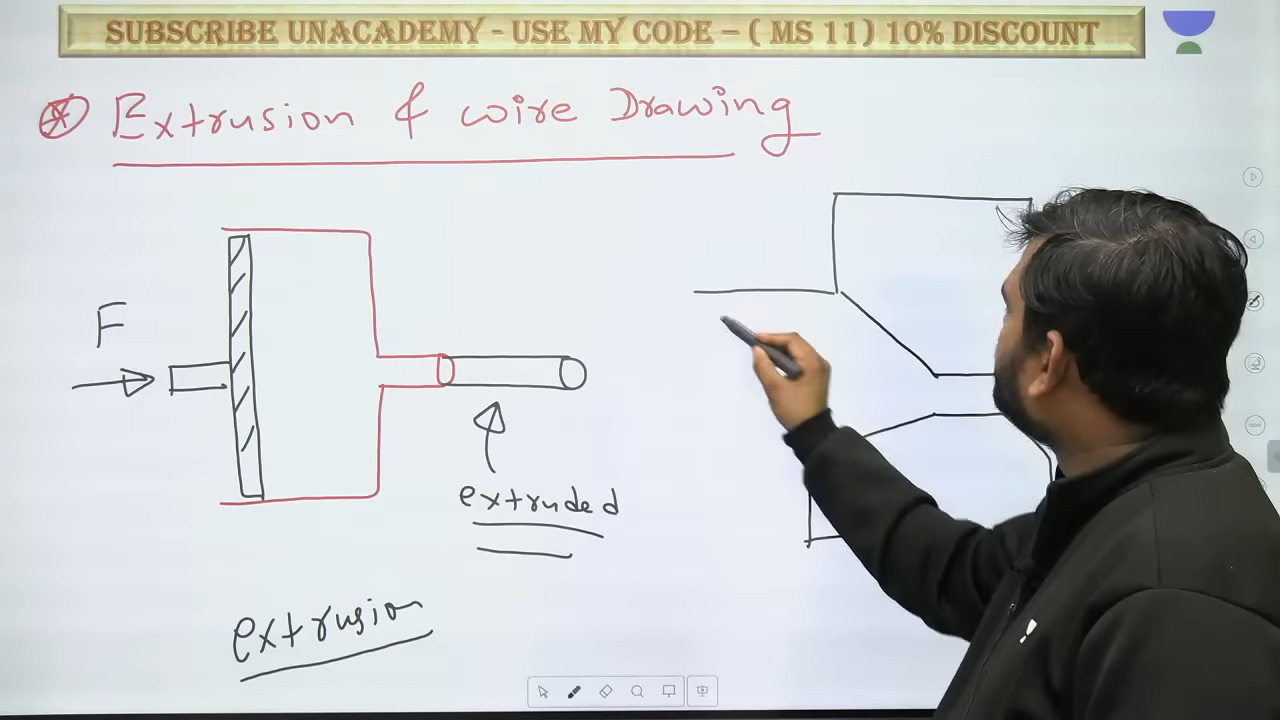 SUBSCRIBE UNACADEMY - USE MY CODE – ( MS 11) 10% DISCOUNT
Extrusion & wire Drawing
F
extruded
extrusion